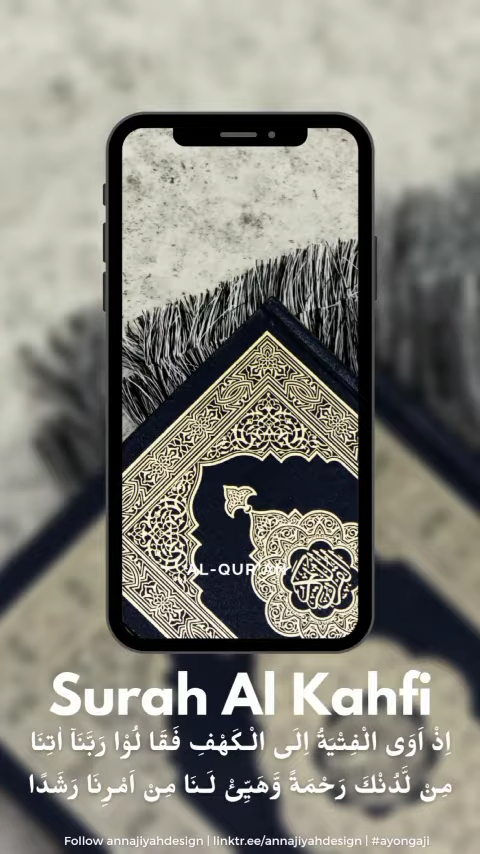 AL-QUR'AN
Surah Al Kahfi
اِذْ اَوَى الْفِتْيَةُ اِلَى الْكَهْفِ فَقَا لُوْا رَبَّنَاۤ اٰتِنَا
مِنْ لَّدُنْكَ رَحْمَةً وَّهَيِّئْ لَـنَا مِنْ اَمْرِنَا رَشَدًا
Follow annajiyahdesign | linktr.ee/annajiyahdesign | #ayongaji